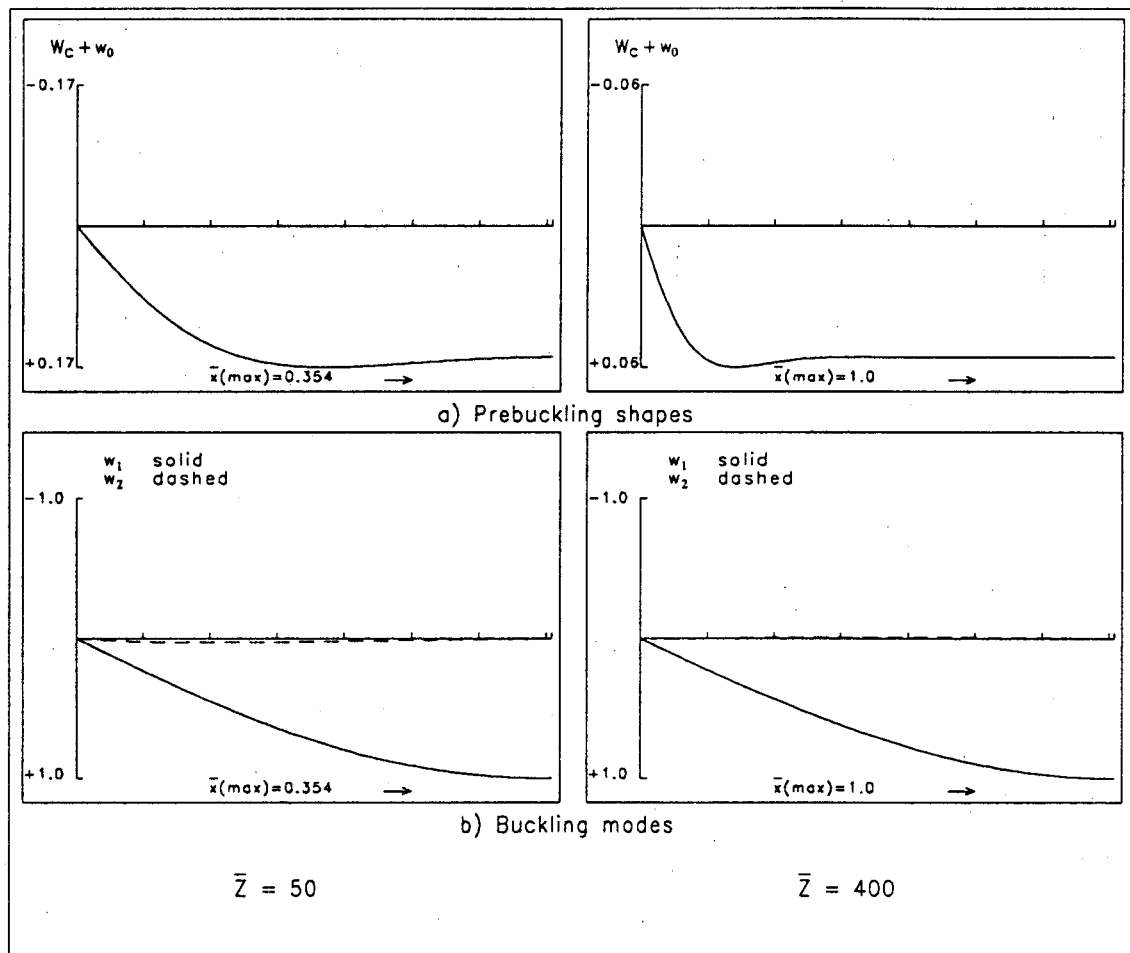 W_C + w_0
-0.17
+0.17
x̄(max)=0.354 →
W_C + w_0
-0.06
+0.06
x̄(max)=1.0 →
a) Prebuckling shapes
w_1 solid
w_2 dashed
-1.0
+1.0
x̄(max)=0.354 →
w_1 solid
w_2 dashed
-1.0
+1.0
x̄(max)=1.0 →
b) Buckling modes
Z̄ = 50
Z̄ = 400